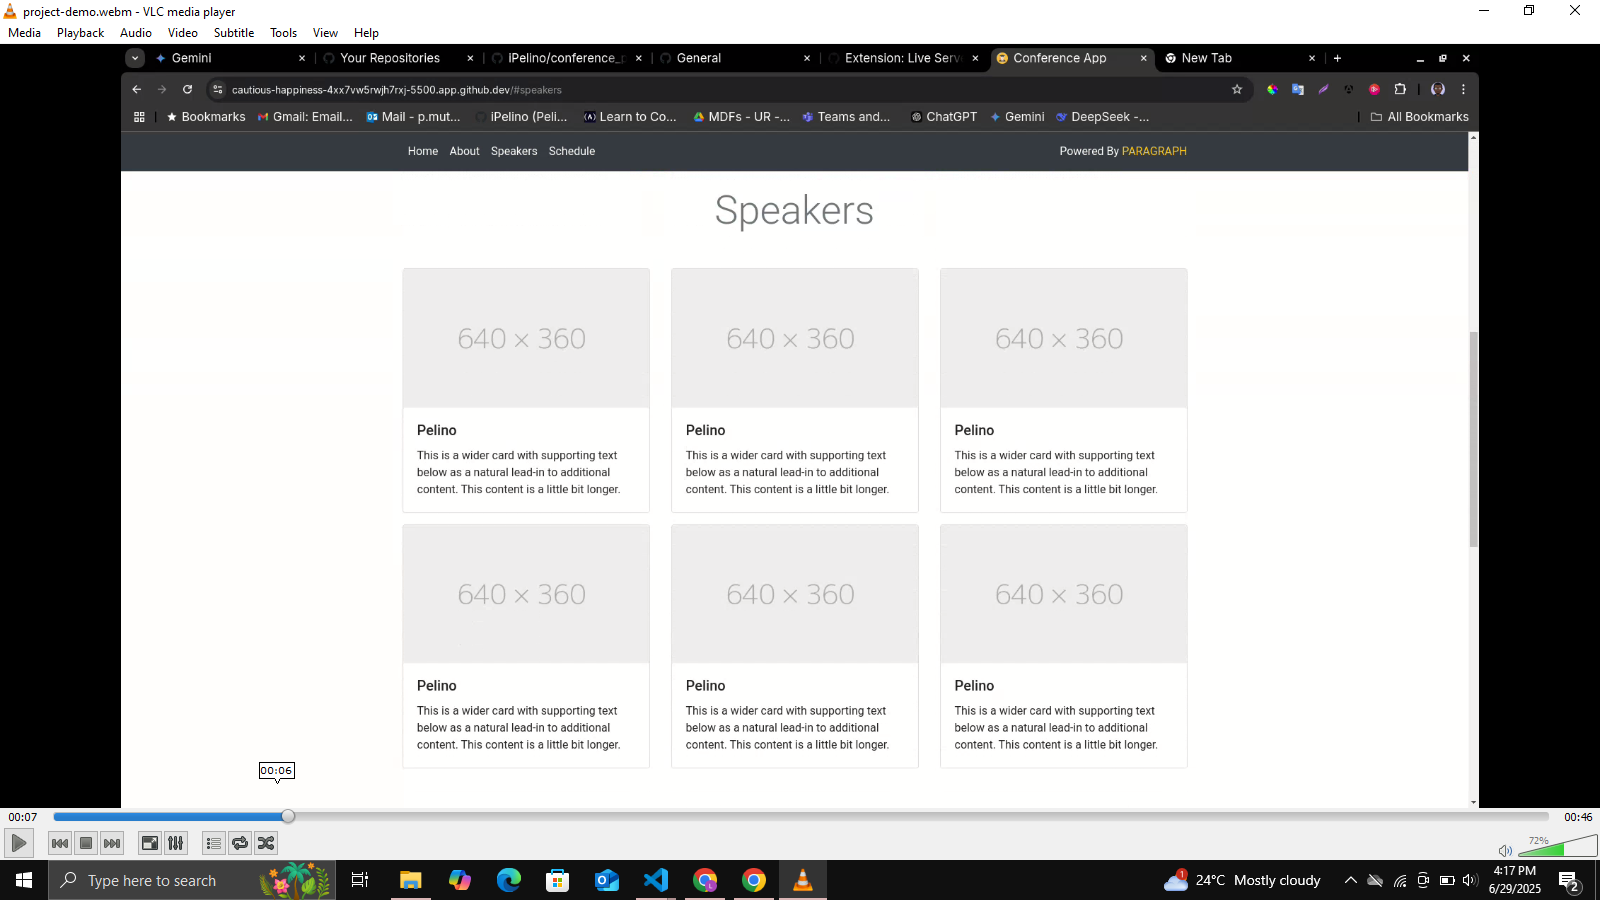 project-demo.webm - VLC media player
Media Playback Audio Video Subtitle Tools View Help
Gemini × Your Repositories × iPelino/conference_p × General × Extension: Live Serve × Conference App × New Tab × +
cautious-happiness-4xx7vw5rwjh7rxj-5500.app.github.dev/#speakers
Bookmarks Gmail: Email... Mail - p.mut... iPelino (Peli... Learn to Co... MDFs - UR -... Teams and... ChatGPT Gemini DeepSeek -... All Bookmarks
Home About Speakers Schedule Powered By PARAGRAPH
Speakers
640 × 360 640 × 360 640 × 360
Pelino Pelino Pelino
This is a wider card with supporting text This is a wider card with supporting text This is a wider card with supporting text
below as a natural lead-in to additional below as a natural lead-in to additional below as a natural lead-in to additional
content. This content is a little bit longer. content. This content is a little bit longer. content. This content is a little bit longer.
640 × 360 640 × 360 640 × 360
Pelino Pelino Pelino
This is a wider card with supporting text This is a wider card with supporting text This is a wider card with supporting text
below as a natural lead-in to additional below as a natural lead-in to additional below as a natural lead-in to additional
content. This content is a little bit longer. content. This content is a little bit longer. content. This content is a little bit longer.
00:06
00:07 00:46
72%
Type here to search 1 24°C Mostly cloudy 4:17 PM
6/29/2025 2